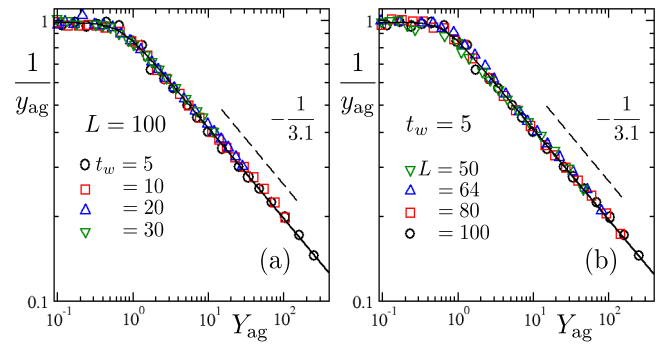 1
1
1/y_ag
1/y_ag
L = 100
−1/3.1
t_w = 5
−1/3.1
t_w = 5
= 10
= 20
= 30
L = 50
= 64
= 80
= 100
(a)
(b)
0.1
0.1
10^-1 10^0 10^1 10^2
10^-1 10^0 10^1 10^2
Y_ag
Y_ag